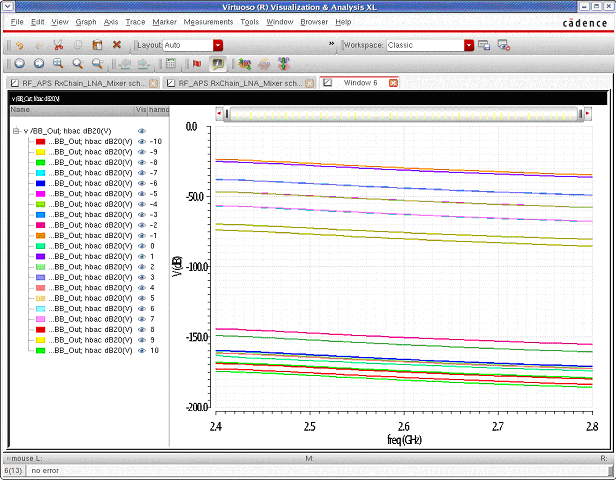 Virtuoso (R) Visualization & Analysis XL
File Edit View Graph Axis Trace Marker Measurements Tools Window Browser Help
cādence
Layout: Auto
» Workspace: Classic
RF_APS RxChain_LNA_Mixer sch...
RF_APS RxChain_LNA_Mixer sch...
Window 6
v /BB_Out; hbac dB20(V)
Name Vis harmo
v /BB_Out; hbac dB20(V)
...BB_Out; hbac dB20(V) -10
...BB_Out; hbac dB20(V) -9
...BB_Out; hbac dB20(V) -8
...BB_Out; hbac dB20(V) -7
...BB_Out; hbac dB20(V) -6
...BB_Out; hbac dB20(V) -5
...BB_Out; hbac dB20(V) -4
...BB_Out; hbac dB20(V) -3
...BB_Out; hbac dB20(V) -2
...BB_Out; hbac dB20(V) -1
...BB_Out; hbac dB20(V) 0
...BB_Out; hbac dB20(V) 1
...BB_Out; hbac dB20(V) 2
...BB_Out; hbac dB20(V) 3
...BB_Out; hbac dB20(V) 4
...BB_Out; hbac dB20(V) 5
...BB_Out; hbac dB20(V) 6
...BB_Out; hbac dB20(V) 7
...BB_Out; hbac dB20(V) 8
...BB_Out; hbac dB20(V) 9
...BB_Out; hbac dB20(V) 10
0.0
-50.0
-100.0
-150.0
-200.0
V (dB)
2.4 2.5 2.6 2.7 2.8
freq (GHz)
mouse L: M: R:
6(13) no error